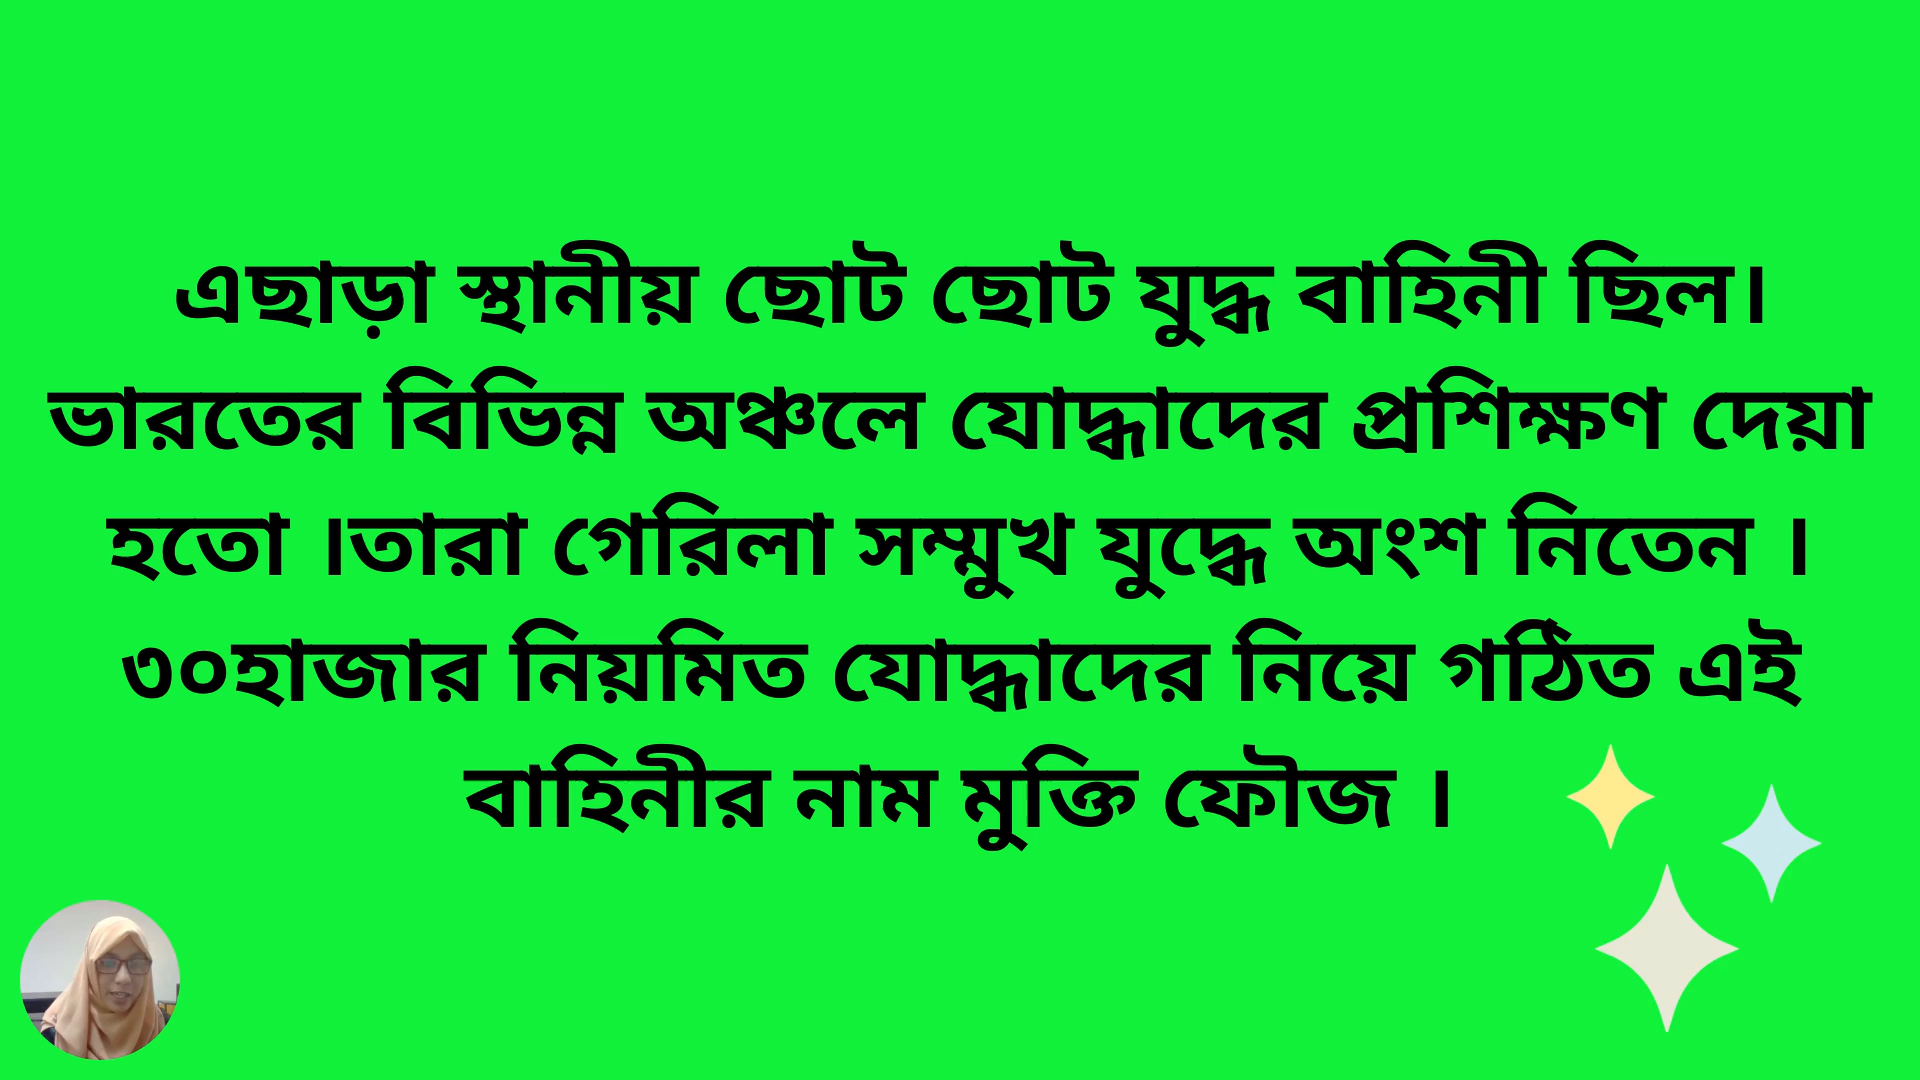 এছাড়া স্থানীয় ছোট ছোট যুদ্ধ বাহিনী ছিল।
ভারতের বিভিন্ন অঞ্চলে যোদ্ধাদের প্রশিক্ষণ দেয়া
হতো ।তারা গেরিলা সম্মুখ যুদ্ধে অংশ নিতেন ।
৩০হাজার নিয়মিত যোদ্ধাদের নিয়ে গঠিত এই
বাহিনীর নাম মুক্তি ফৌজ ।